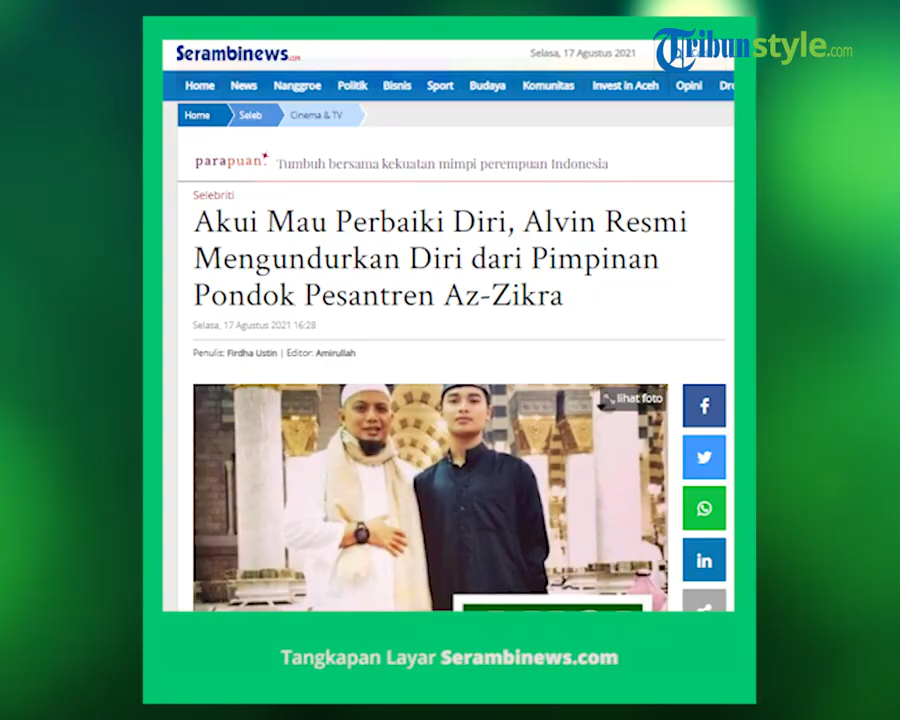 Serambinews.com
Selasa, 17 Agustus 2021
Tribunstyle.com
Home News Nanggroe Politik Bisnis Sport Budaya Komunitas Invest in Aceh Opini
Home Seleb Cinema & TV
parapuan. Tumbuh bersama kekuatan mimpi perempuan Indonesia
Selebriti
Akui Mau Perbaiki Diri, Alvin Resmi
Mengundurkan Diri dari Pimpinan
Pondok Pesantren Az-Zikra
Selasa, 17 Agustus 2021 16:28
Penulis: Firdha Ustin | Editor: Amirullah
lihat foto
Tangkapan Layar Serambinews.com